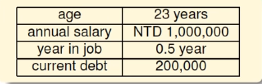 age 23 years
annual salary NTD 1,000,000
year in job 0.5 year
current debt 200,000